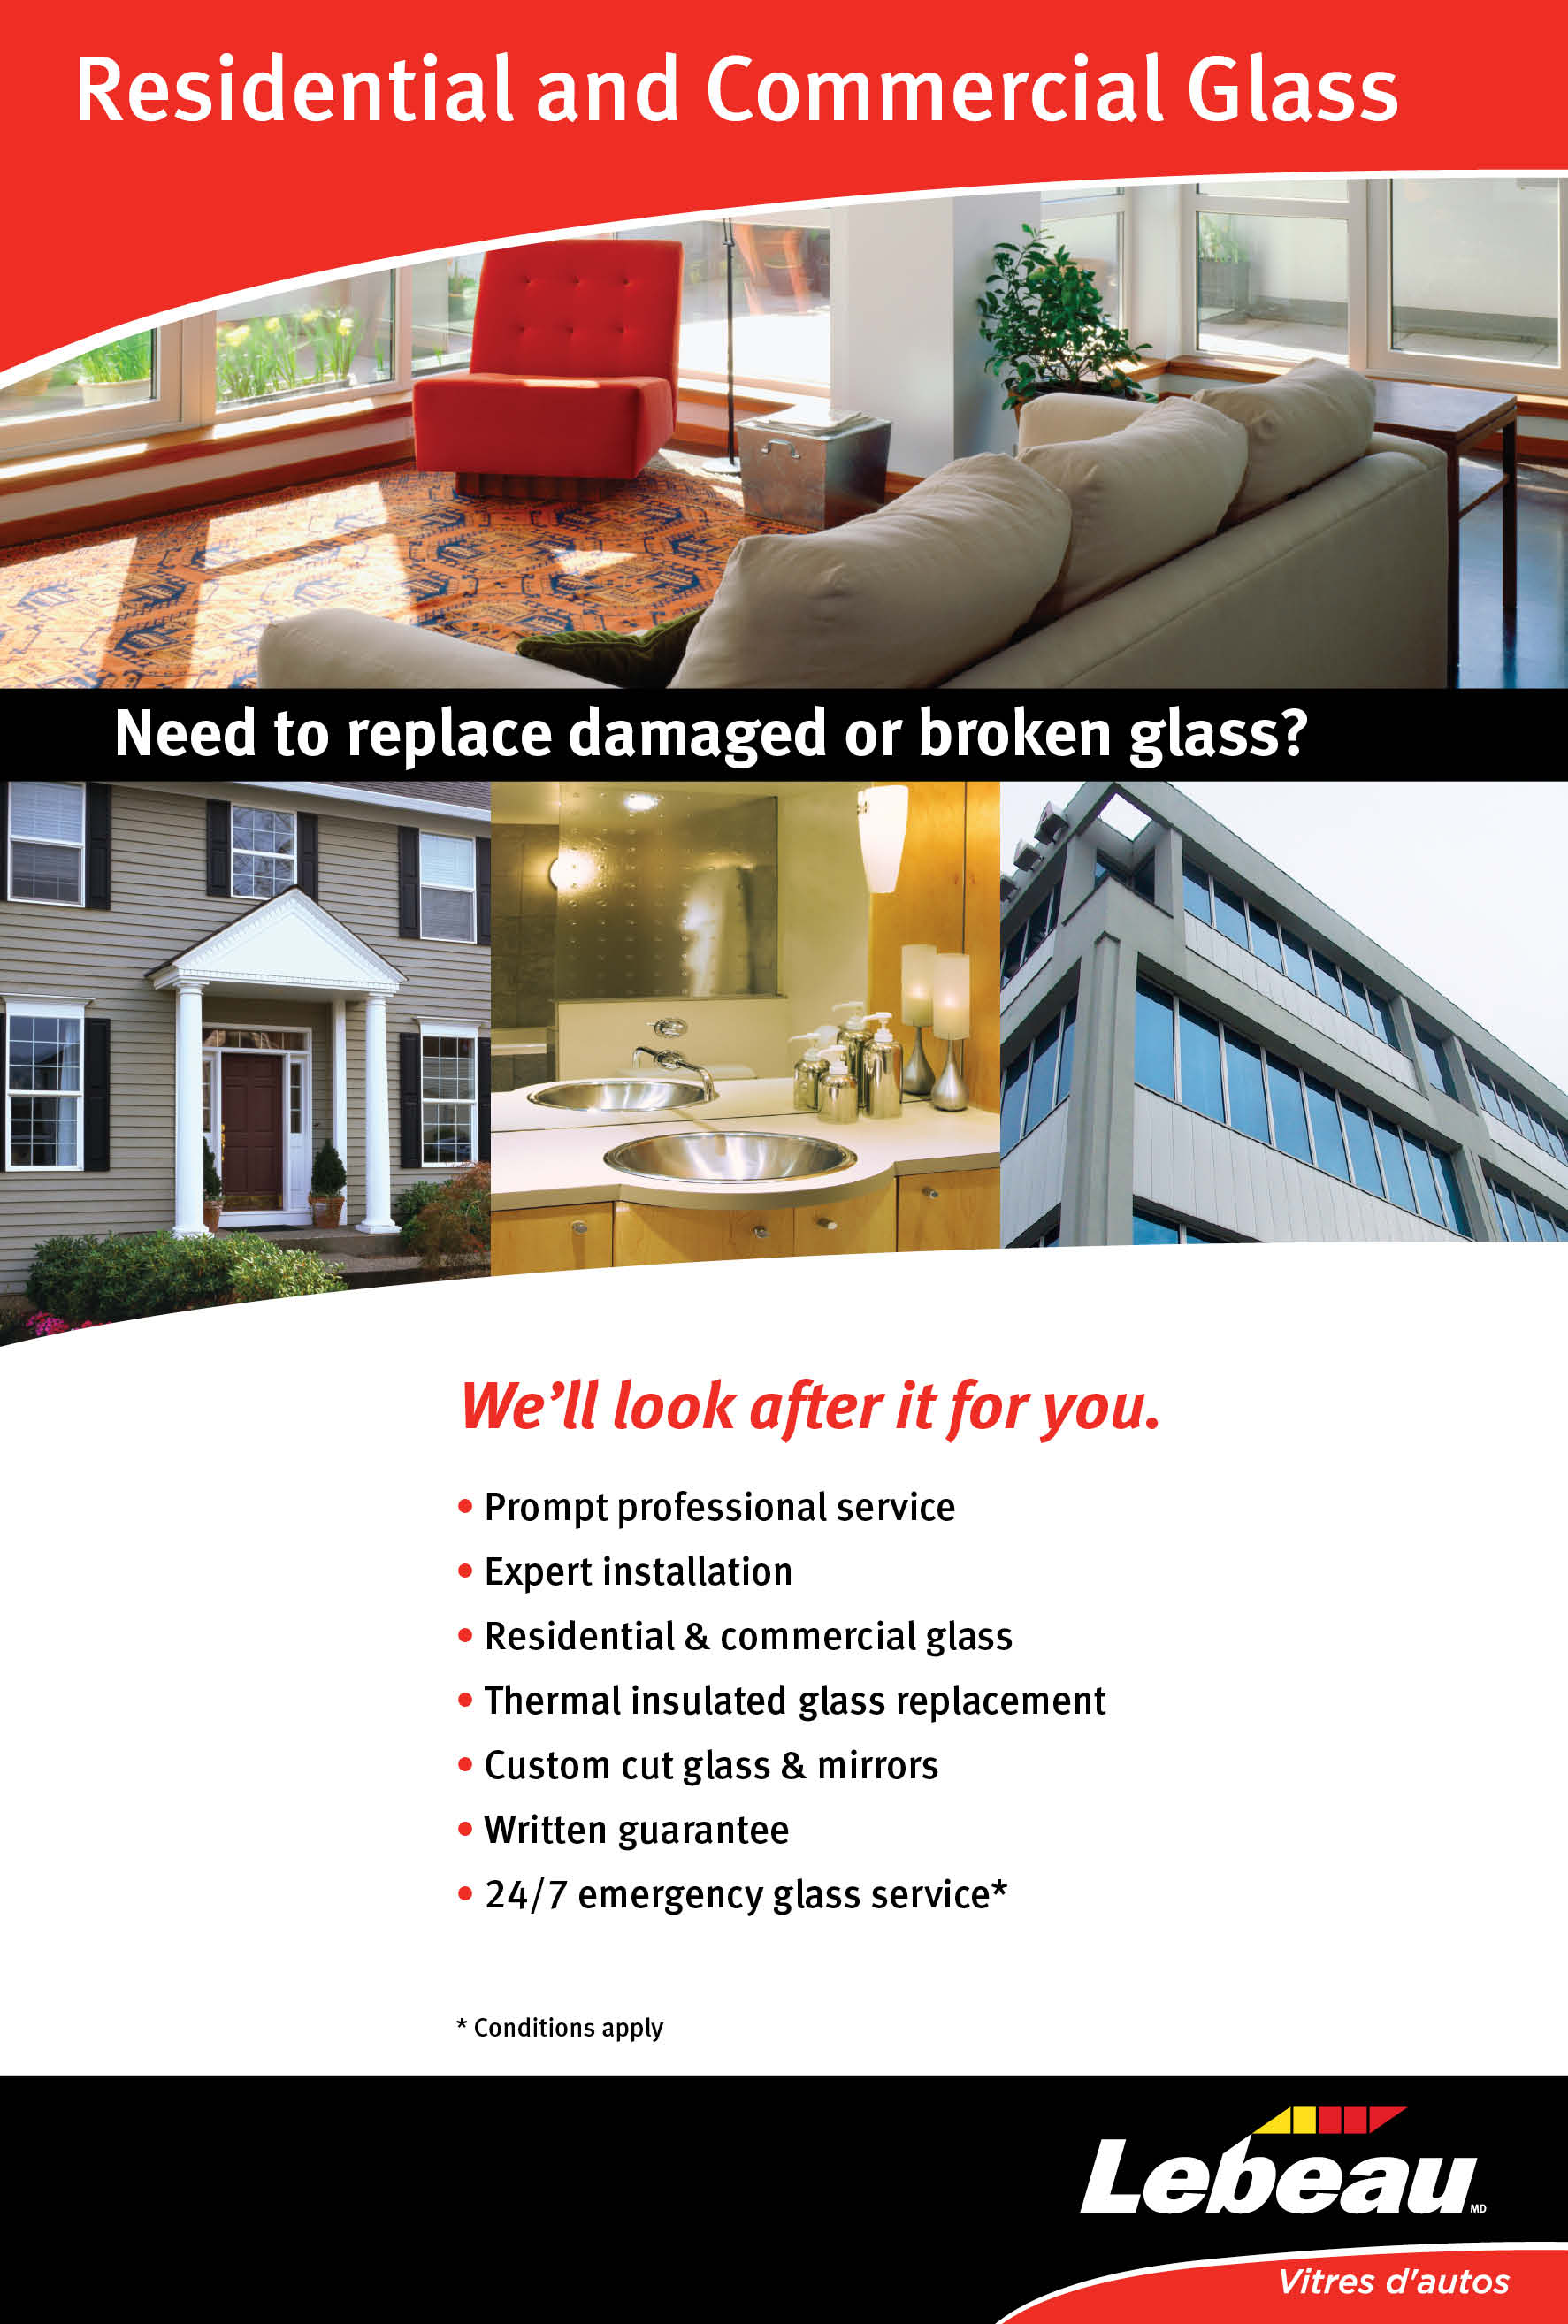 Residential and Commercial Glass
Need to replace damaged or broken glass?
We'll look after it for you.
• Prompt professional service
• Expert installation
• Residential & commercial glass
• Thermal insulated glass replacement
• Custom cut glass & mirrors
• Written guarantee
• 24/7 emergency glass service*
* Conditions apply
Lebeau MD
Vitres d'autos